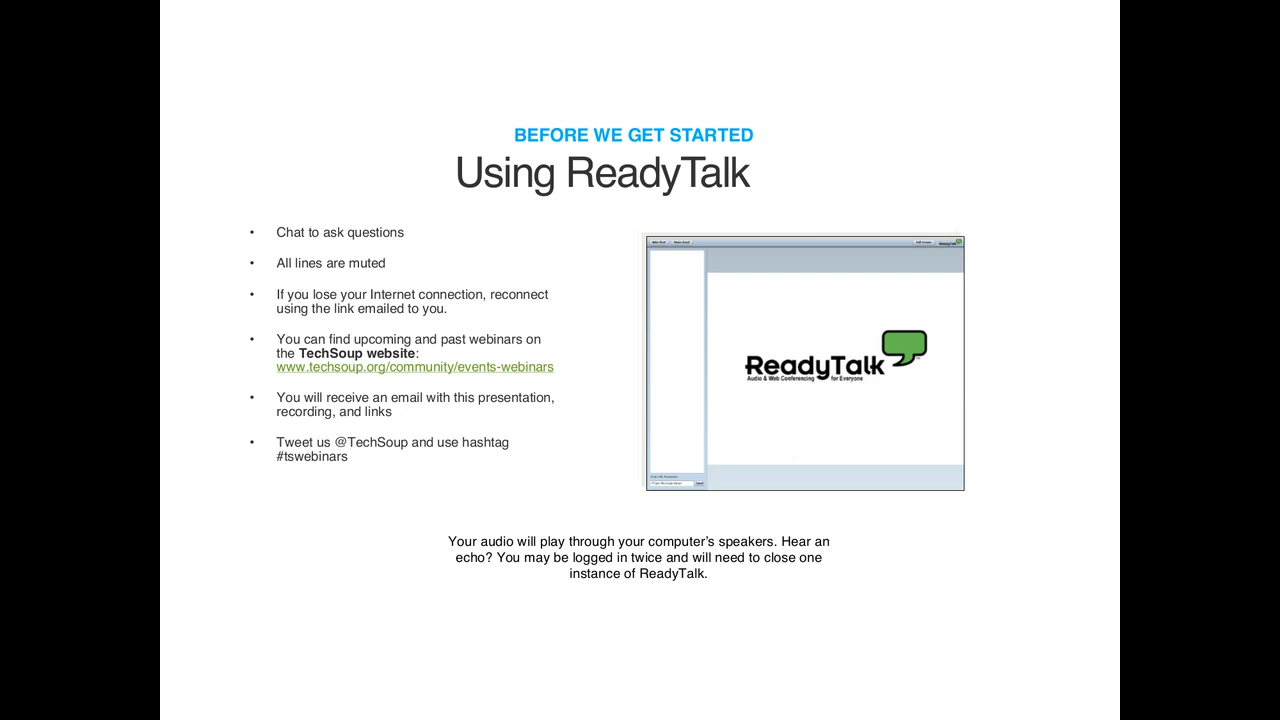 BEFORE WE GET STARTED
Using ReadyTalk
• Chat to ask questions
• All lines are muted
• If you lose your Internet connection, reconnect
using the link emailed to you.
• You can find upcoming and past webinars on
the TechSoup website:
www.techsoup.org/community/events-webinars
• You will receive an email with this presentation,
recording, and links
• Tweet us @TechSoup and use hashtag
#tswebinars
ReadyTalk
Audio & Web Conferencing for Everyone
Your audio will play through your computer’s speakers. Hear an
echo? You may be logged in twice and will need to close one
instance of ReadyTalk.